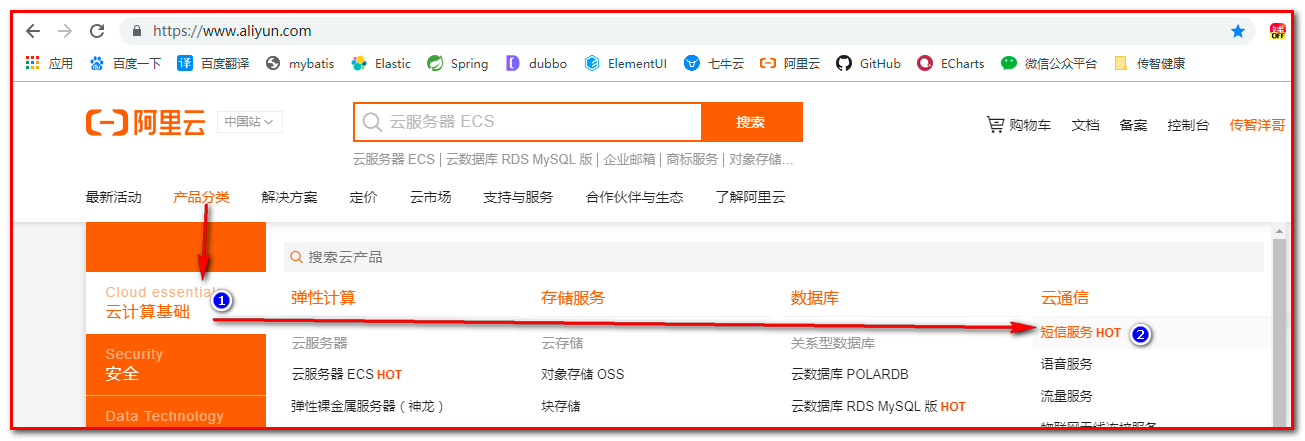 https://www.aliyun.com
应用 百度一下 百度翻译 mybatis Elastic Spring dubbo ElementUI 七牛云 阿里云 GitHub ECharts 微信公众平台 传智健康
阿里云 中国站 云服务器 ECS 搜索 购物车 文档 备案 控制台 传智洋哥
云服务器 ECS | 云数据库 RDS MySQL 版 | 企业邮箱 | 商标服务 | 对象存储...
最新活动 产品分类 解决方案 定价 云市场 支持与服务 合作伙伴与生态 了解阿里云
搜索云产品
Cloud essentials
云计算基础 1
弹性计算 存储服务 数据库 云通信
短信服务 HOT 2
云服务器 云存储 关系型数据库
Security
安全
语音服务
云服务器 ECS HOT 对象存储 OSS 云数据库 POLARDB
流量服务
弹性裸金属服务器（神龙） 块存储 云数据库 RDS MySQL 版 HOT
Data Technology